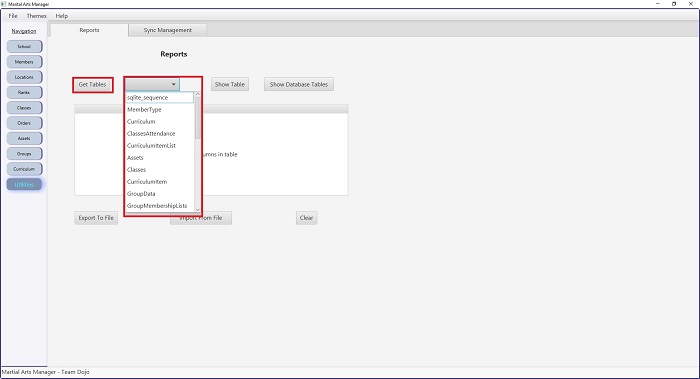 Marital Arts Manager
File Themes Help
Navigation
School
Members
Locations
Ranks
Classes
Orders
Assets
Groups
Curriculum
Utilities
Reports Sync Management
Reports
Get Tables Show Table Show Database Tables
sqlite_sequence
MemberType
Curriculum
ClassesAttendance
CurriculumItemList
Assets
Classes
CurriculumItem
GroupData
GroupMembershipLists
umns in table
Export To File Import From File Clear
Martial Arts Manager - Team Dojo